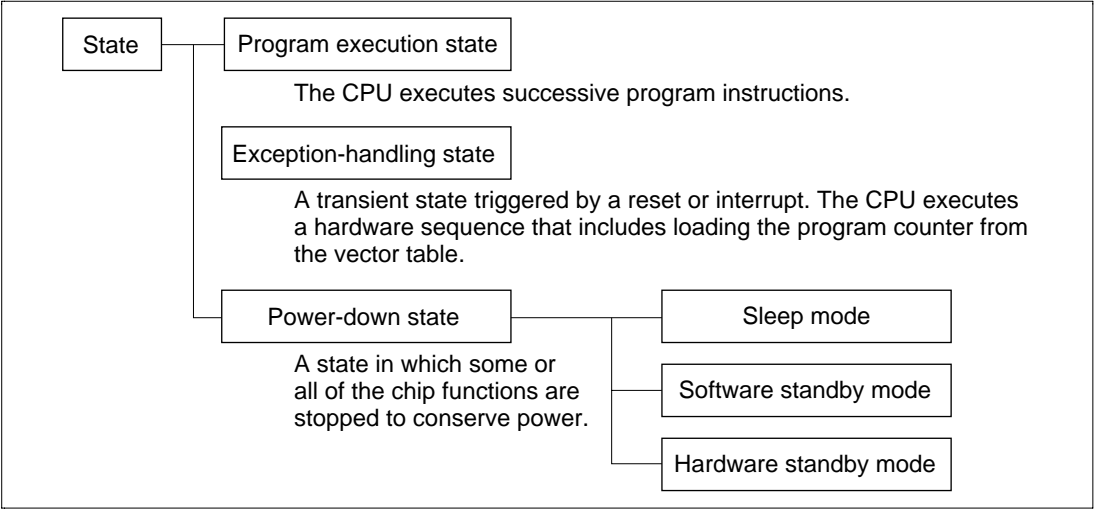 State
Program execution state
The CPU executes successive program instructions.
Exception-handling state
A transient state triggered by a reset or interrupt. The CPU executes
a hardware sequence that includes loading the program counter from
the vector table.
Power-down state
Sleep mode
A state in which some or
all of the chip functions are
stopped to conserve power.
Software standby mode
Hardware standby mode